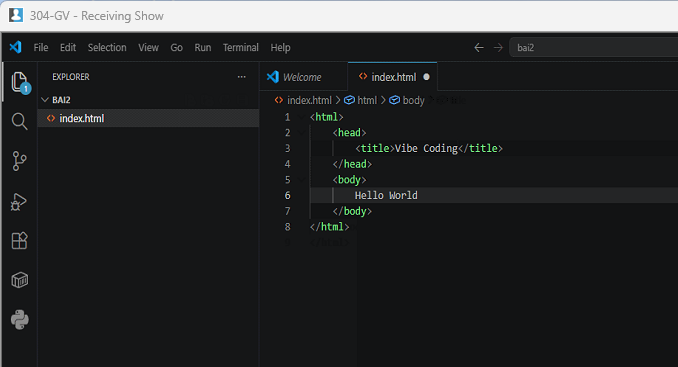 304-GV - Receiving Show
File Edit Selection View Go Run Terminal Help
bai2
EXPLORER
Welcome
index.html
1
BAI2
index.html
index.html > html > body
1 <html>
2 <head>
3 <title>Vibe Coding</title>
4 </head>
5 <body>
6 Hello World
7 </body>
8 </html>